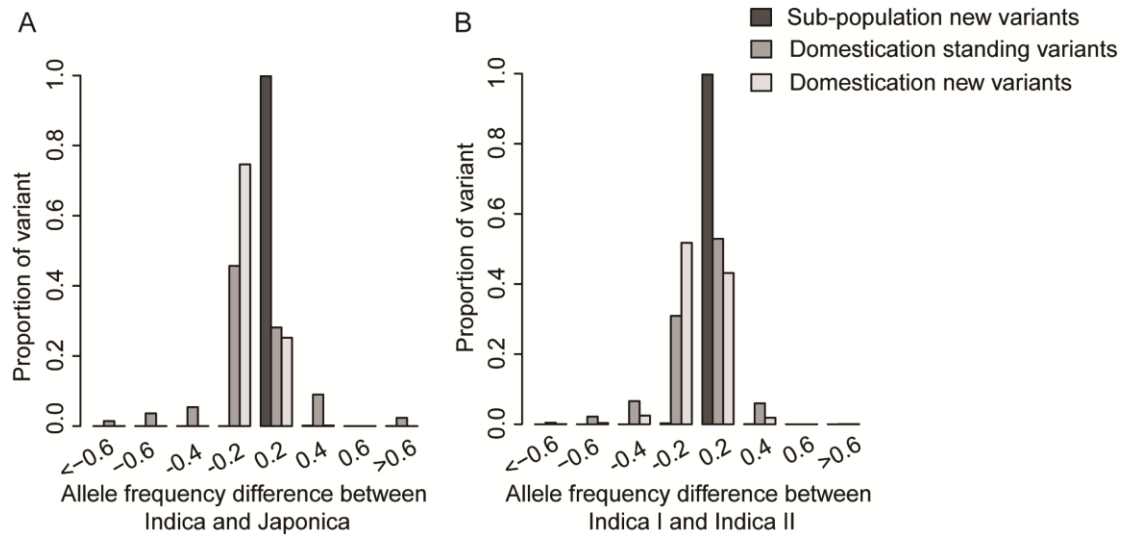 A
B
Sub-population new variants
Domestication standing variants
Domestication new variants
Proportion of variant
1.0
0.8
0.6
0.4
0.2
0.0
<−0.6
-0.6
-0.4
-0.2
0.2
0.4
0.6
>0.6
Allele frequency difference between
Indica and Japonica
Proportion of variant
1.0
0.8
0.6
0.4
0.2
0.0
<−0.6
-0.6
-0.4
-0.2
0.2
0.4
0.6
>0.6
Allele frequency difference between
Indica I and Indica II